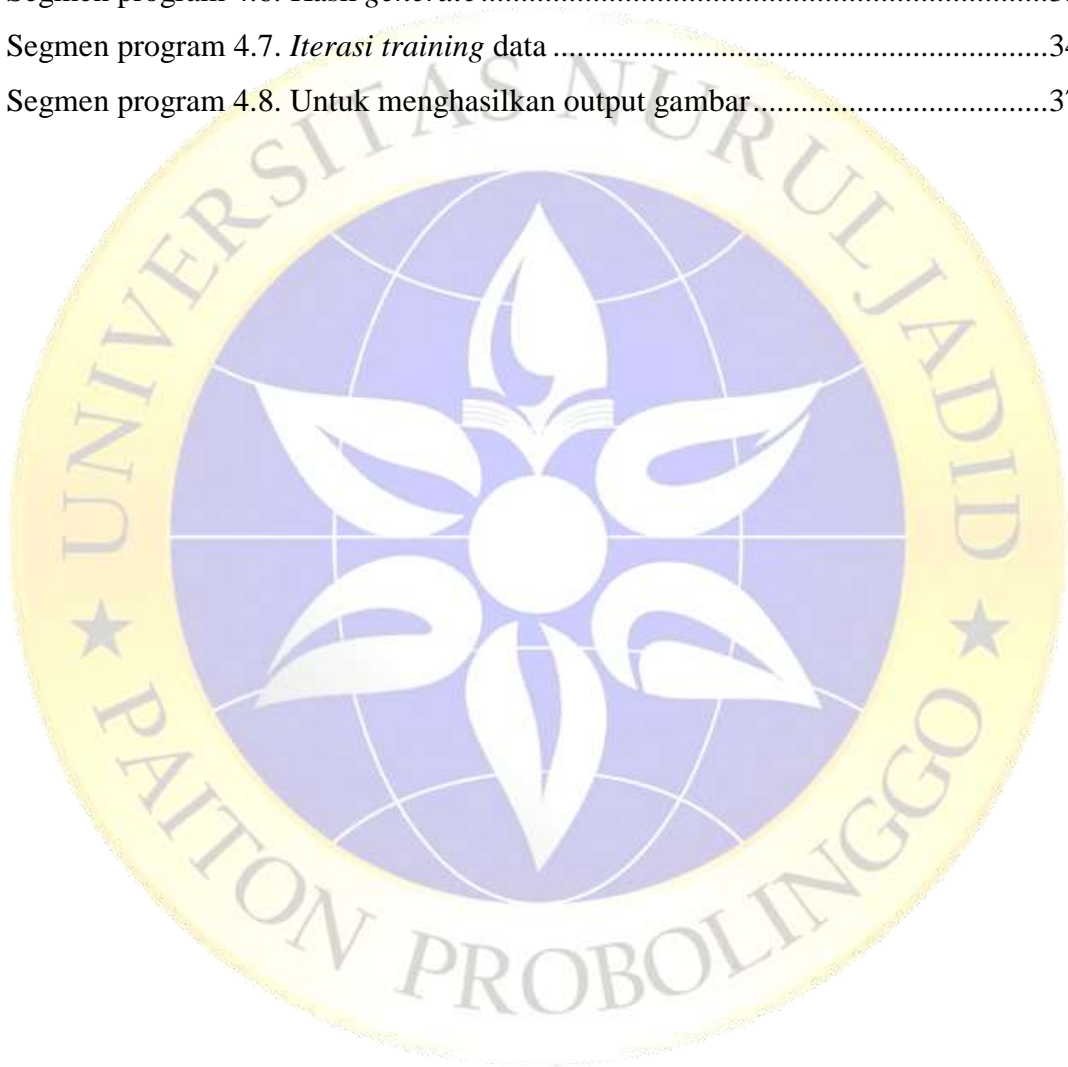 Segmen program 4.7. Iterasi training data ...............................................................34
Segmen program 4.8. Untuk menghasilkan output gambar.....................................
UNIVERSITAS NURUL JADID
★ PAITON PROBOLINGGO ★